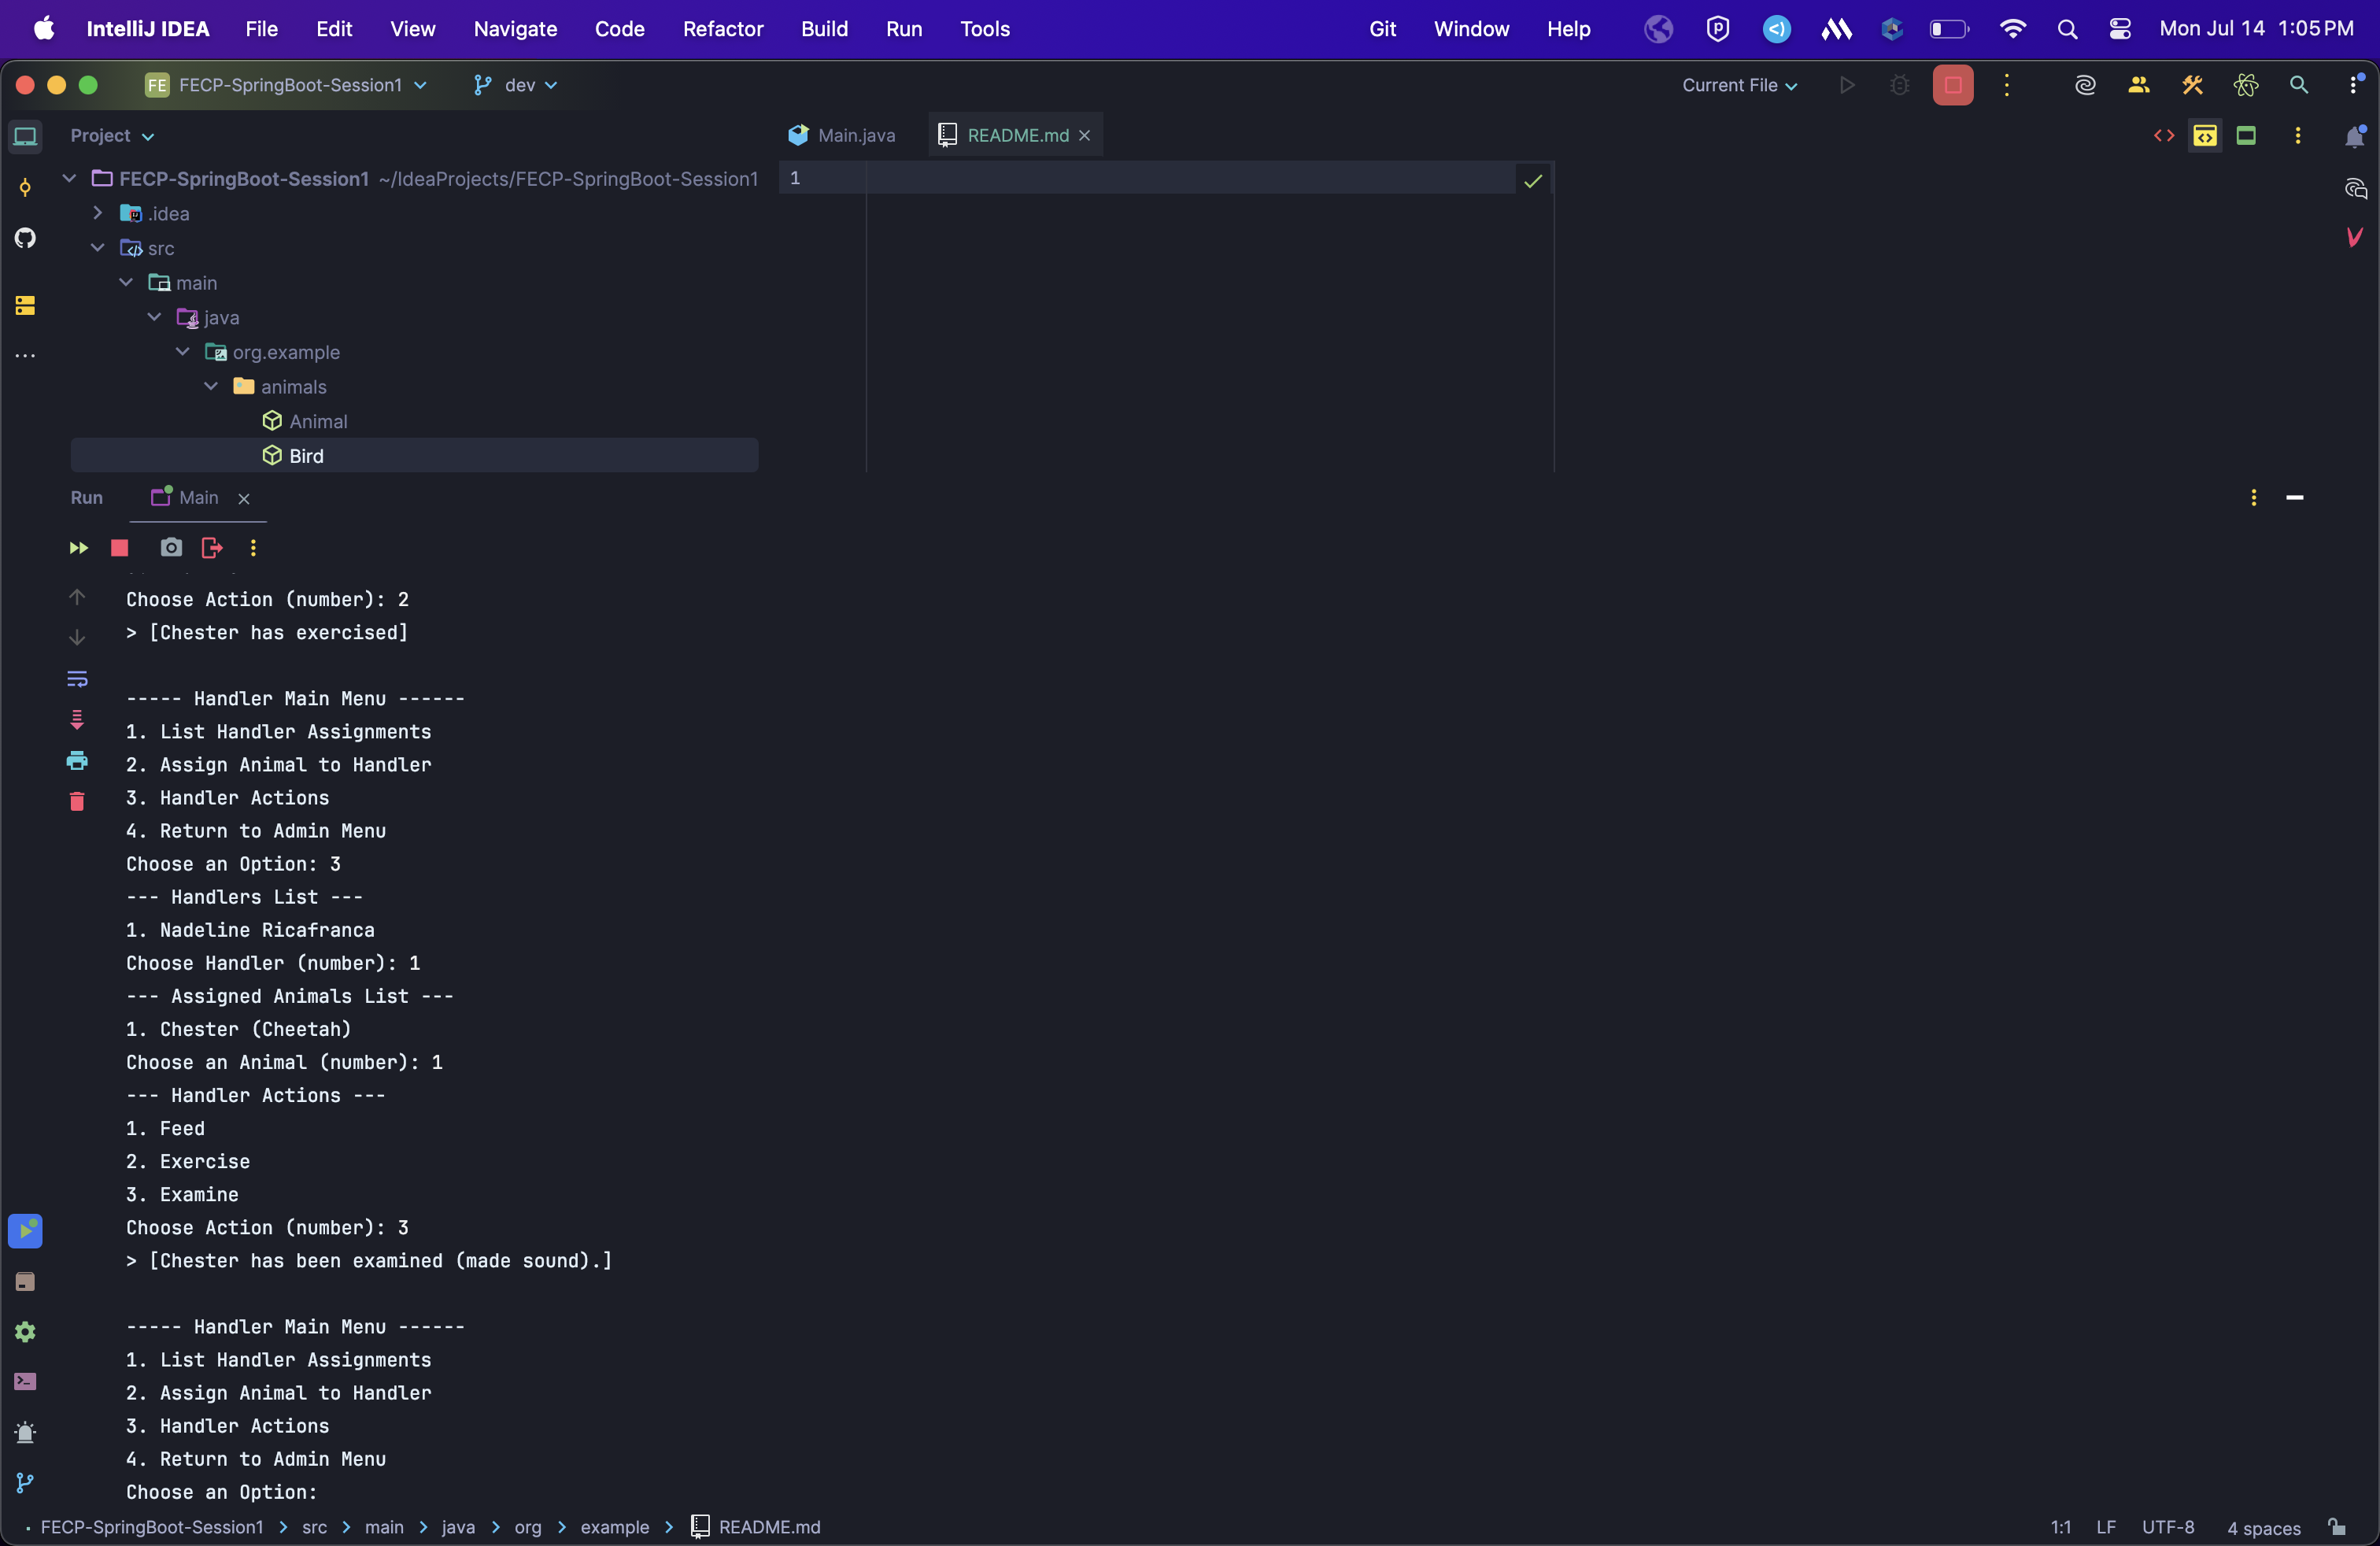 IntelliJ IDEA File Edit View Navigate Code Refactor Build Run Tools Git Window Help Mon Jul 14 1:05 PM
FE FECP-SpringBoot-Session1 dev Current File
Project
Main.java README.md
FECP-SpringBoot-Session1 ~/IdeaProjects/FECP-SpringBoot-Session1
1
.idea
src
main
java
org.example
animals
Animal
Bird
Run Main
Choose Action (number): 2
> [Chester has exercised]
----- Handler Main Menu ------
1. List Handler Assignments
2. Assign Animal to Handler
3. Handler Actions
4. Return to Admin Menu
Choose an Option: 3
--- Handlers List ---
1. Nadeline Ricafranca
Choose Handler (number): 1
--- Assigned Animals List ---
1. Chester (Cheetah)
Choose an Animal (number): 1
--- Handler Actions ---
1. Feed
2. Exercise
3. Examine
Choose Action (number): 3
> [Chester has been examined (made sound).]
----- Handler Main Menu ------
1. List Handler Assignments
2. Assign Animal to Handler
3. Handler Actions
4. Return to Admin Menu
Choose an Option:
FECP-SpringBoot-Session1 > src > main > java > org > example > README.md 1:1 LF UTF-8 4 spaces